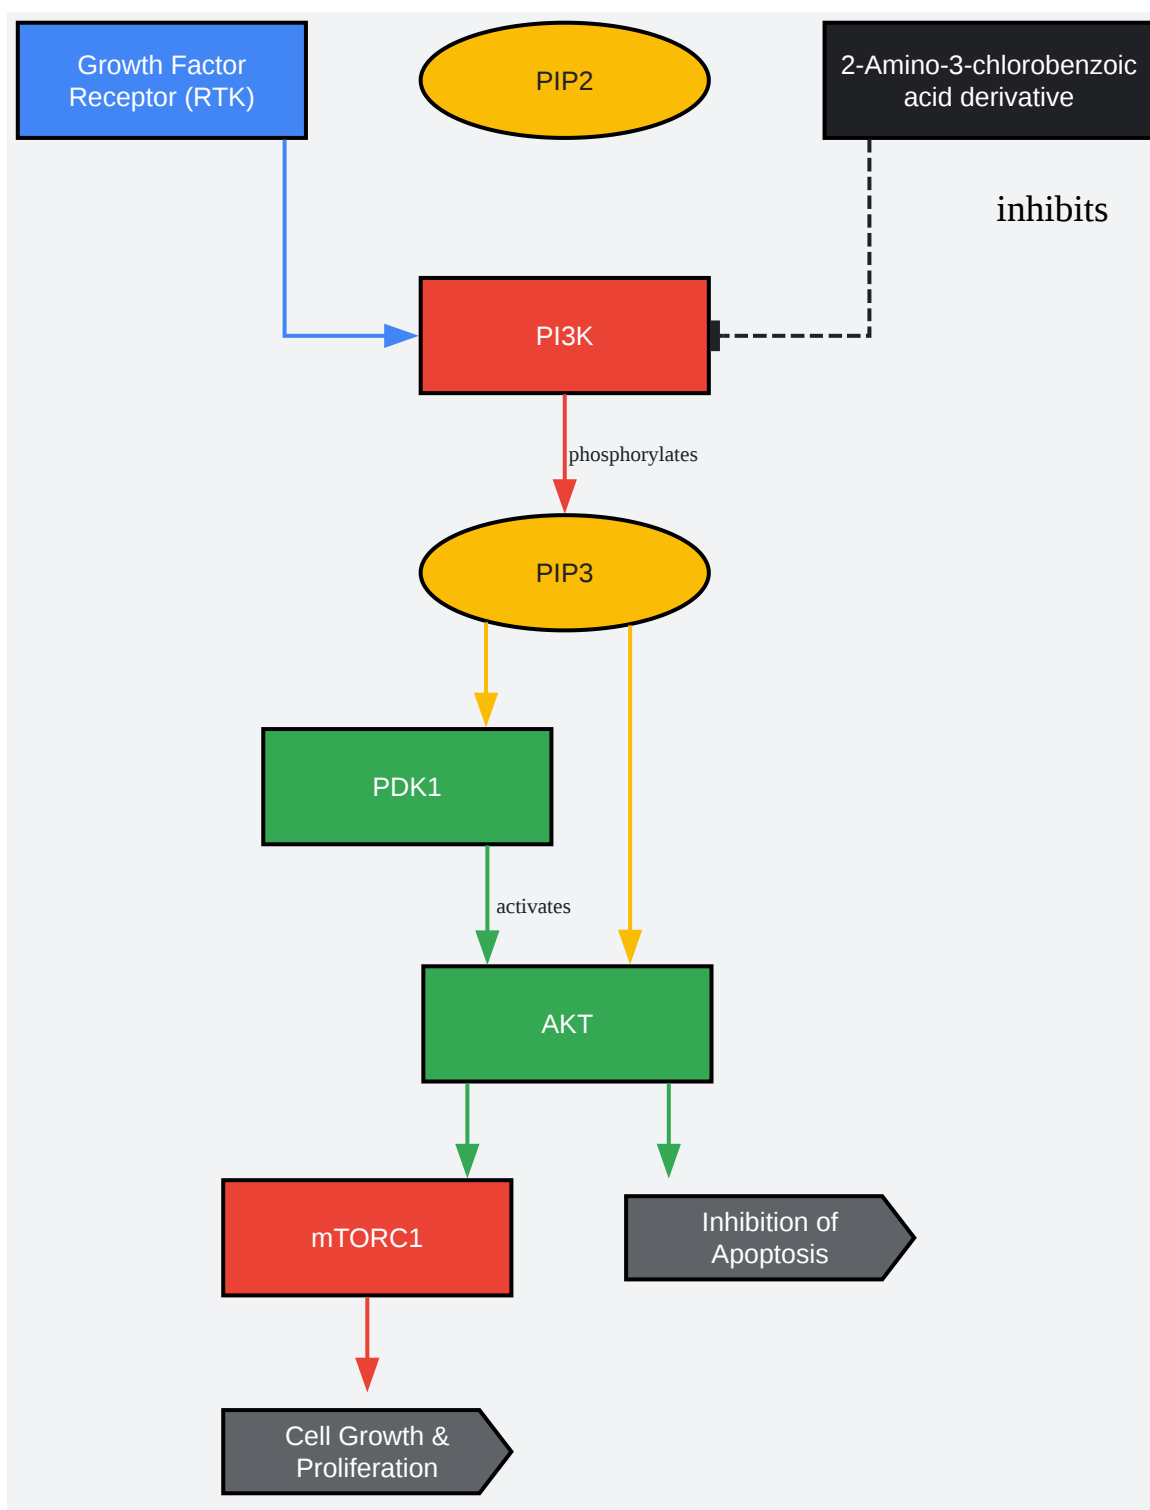 Growth Factor
Receptor (RTK)
PIP2
2-Amino-3-chlorobenzoic
acid derivative
inhibits
PI3K
phosphorylates
PIP3
PDK1
activates
AKT
mTORC1
Inhibition of
Apoptosis
Cell Growth &
Proliferation